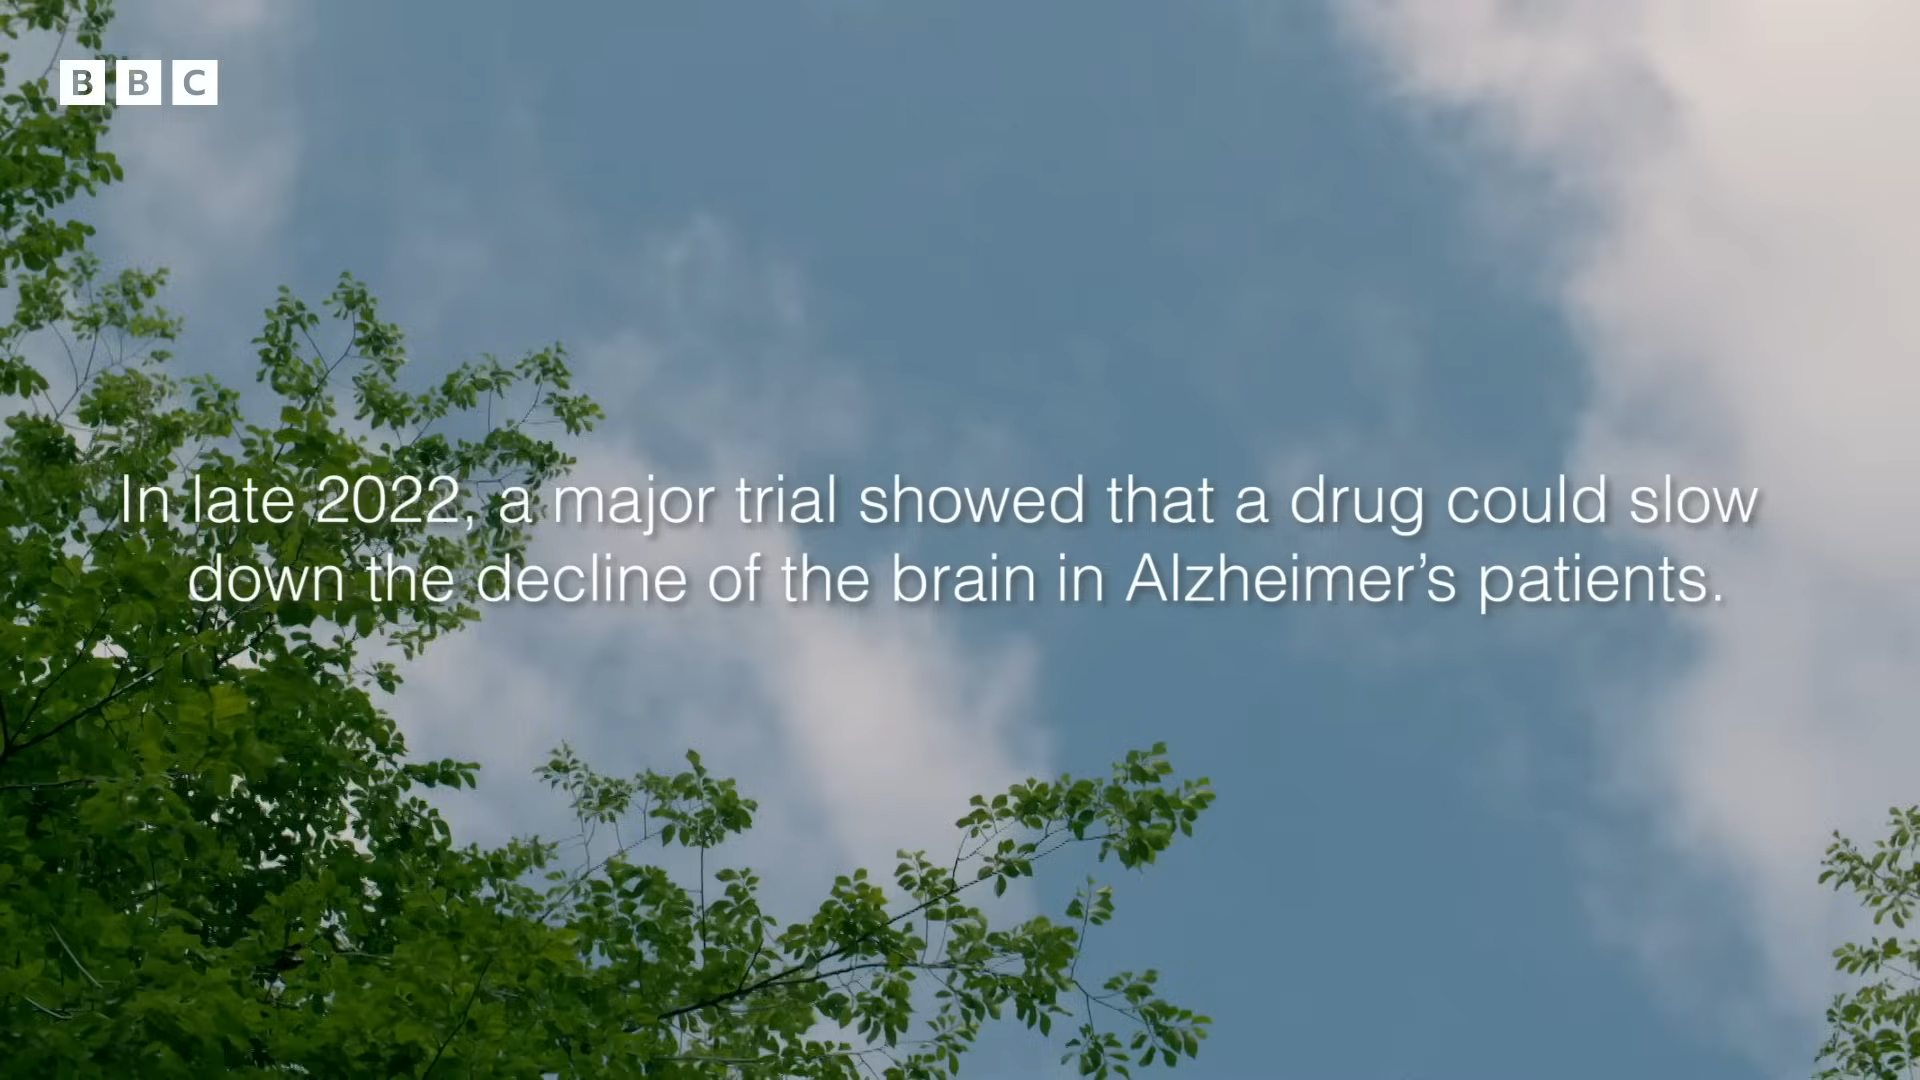 BBC
In late 2022, a major trial showed that a drug could slow
down the decline of the brain in Alzheimer’s patients.